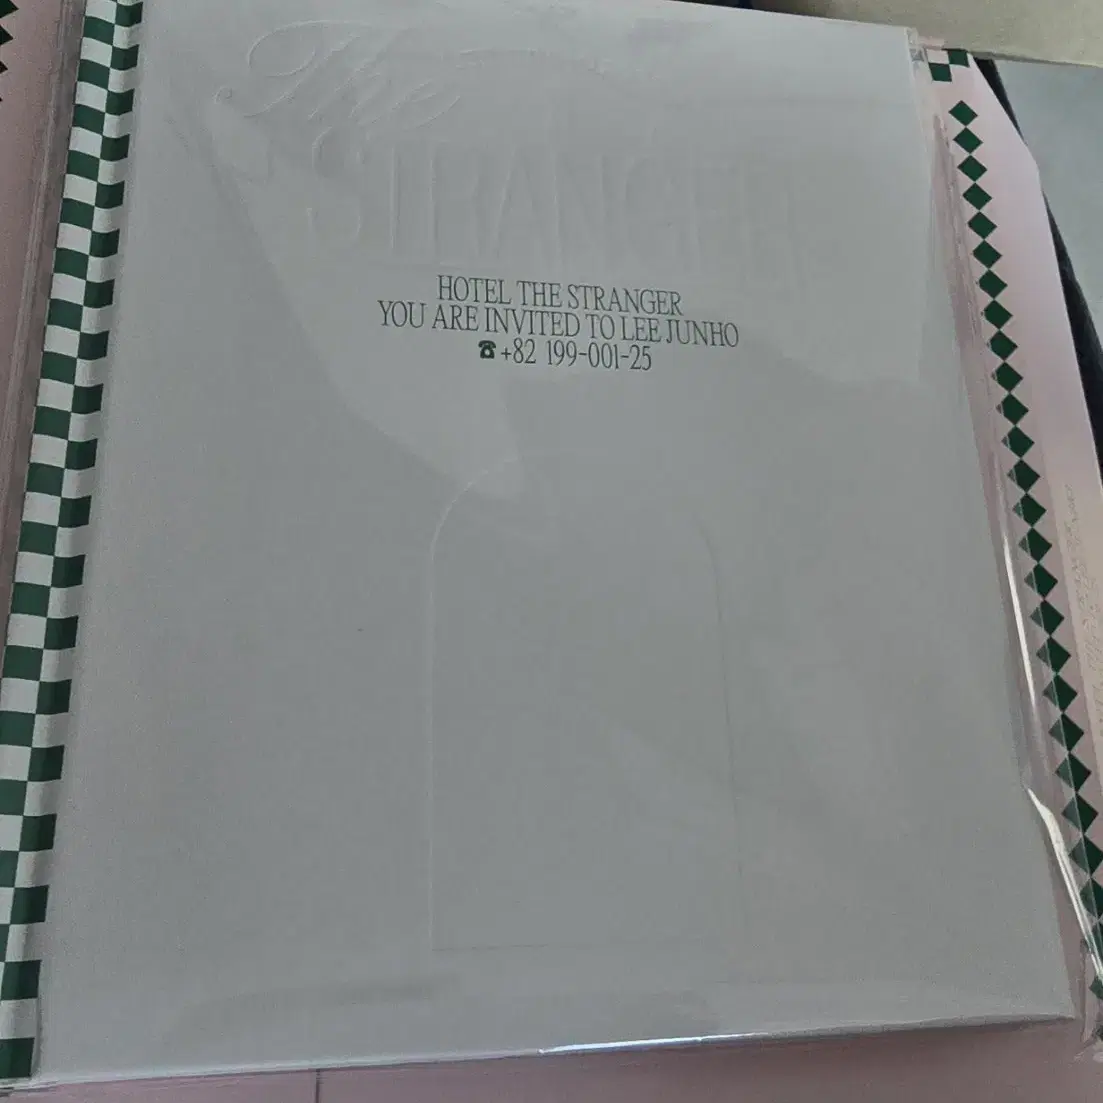 The
STRANGER
HOTEL THE STRANGER
YOU ARE INVITED TO LEE JUNHO
☎+82 199-001-25